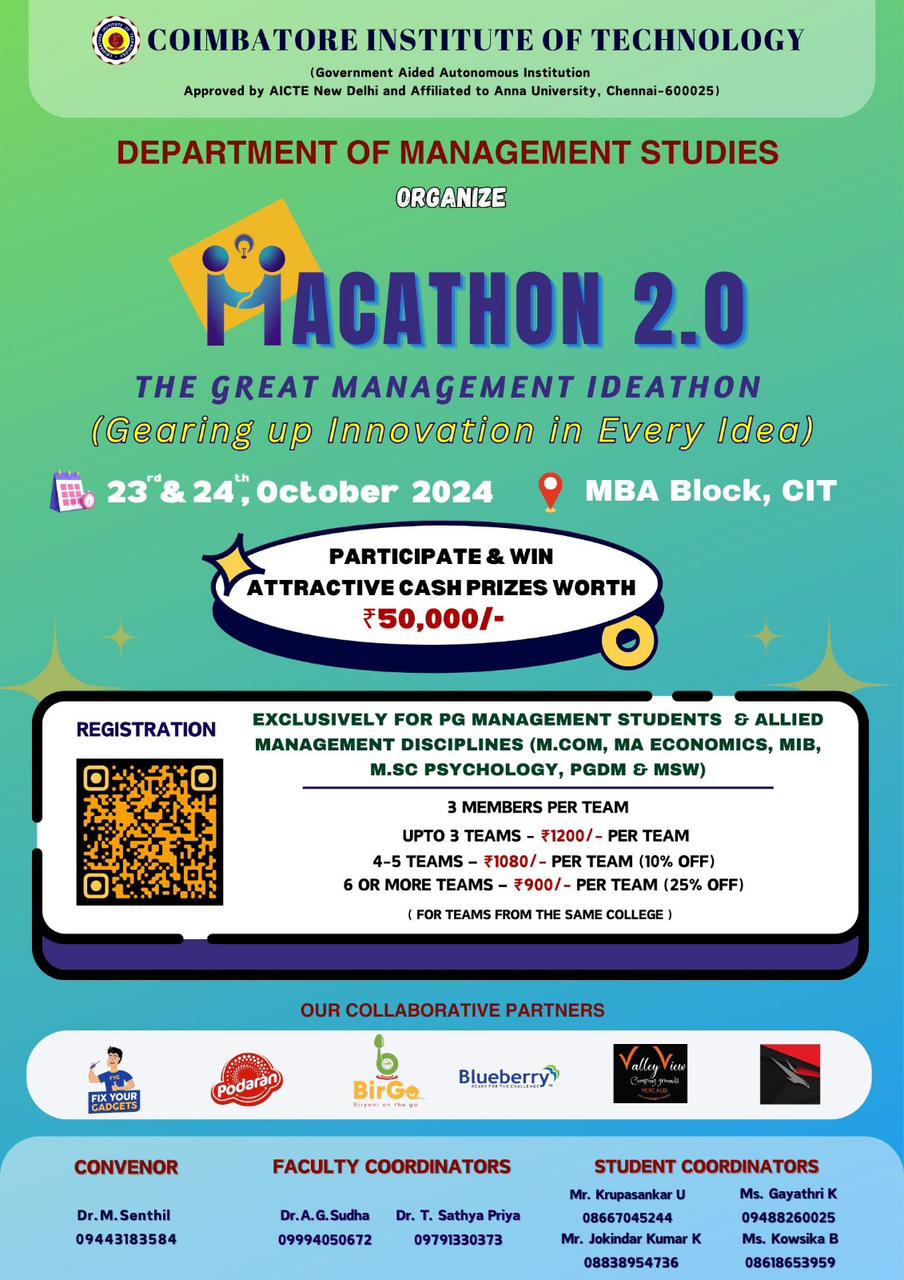 COIMBATORE INSTITUTE OF TECHNOLOGY
(Government Aided Autonomous Institution
Approved by AICTE New Delhi and Affiliated to Anna University, Chennai-600025)
DEPARTMENT OF MANAGEMENT STUDIES
ORGANIZE
MACATHON 2.0
THE GREAT MANAGEMENT IDEATHON
(Gearing up Innovation in Every Idea)
23rd & 24th, October 2024
MBA Block, CIT
PARTICIPATE & WIN
ATTRACTIVE CASH PRIZES WORTH
₹50,000/-
REGISTRATION
EXCLUSIVELY FOR PG MANAGEMENT STUDENTS & ALLIED
MANAGEMENT DISCIPLINES (M.COM, MA ECONOMICS, MIB,
M.SC PSYCHOLOGY, PGDM & MSW)
3 MEMBERS PER TEAM
UPTO 3 TEAMS - ₹1200/- PER TEAM
4-5 TEAMS - ₹1080/- PER TEAM (10% OFF)
6 OR MORE TEAMS - ₹900/- PER TEAM (25% OFF)
( FOR TEAMS FROM THE SAME COLLEGE )
OUR COLLABORATIVE PARTNERS
FYG
FIX YOUR
GADGETS
Podaran
BirGo
Biryani on the go
Blueberry
READY FOR THE CHALLENGE
Valley View
Camping grounds
YERCAUD
CONVENOR
Dr.M.Senthil
09443183584
FACULTY COORDINATORS
Dr.A.G.Sudha
09994050672
Dr. T. Sathya Priya
09791330373
STUDENT COORDINATORS
Mr. Krupasankar U
08667045244
Ms. Gayathri K
09488260025
Mr. Jokindar Kumar K
08838954736
Ms. Kowsika B
08618653959